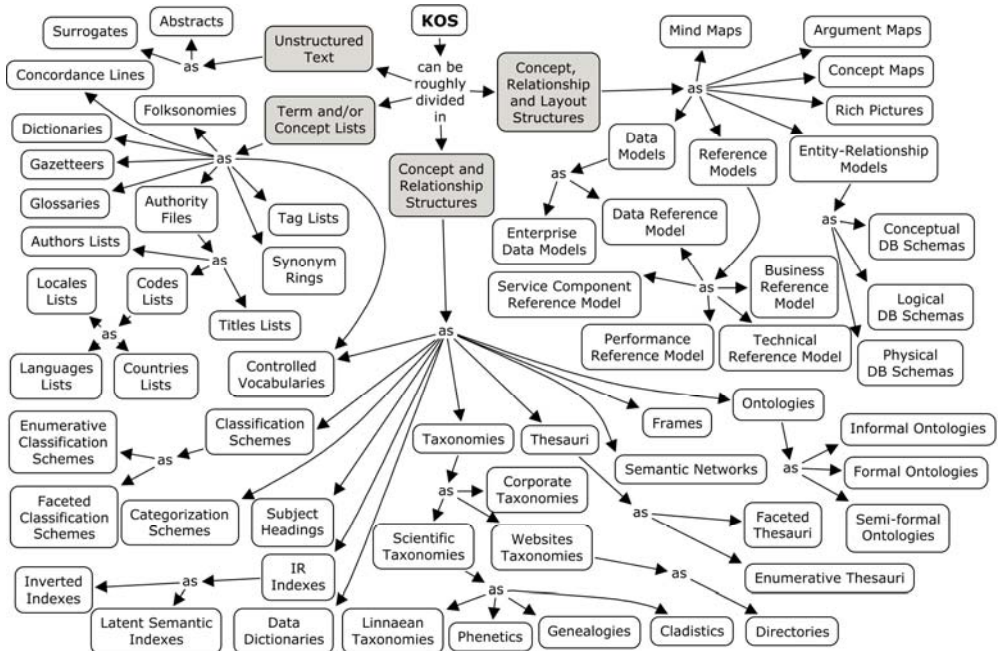 KOS
can be
roughly
divided
in
Unstructured
Text
as
Abstracts
Surrogates
Term and/or
Concept Lists
as
Concordance Lines
Folksonomies
Dictionaries
Gazetteers
Glossaries
Authority
Files
Tag Lists
Synonym
Rings
as
Authors Lists
Codes
Lists
Titles Lists
as
Locales
Lists
Languages
Lists
Countries
Lists
Controlled
Vocabularies
Concept,
Relationship
and Layout
Structures
as
Mind Maps
Argument Maps
Concept Maps
Rich Pictures
Data
Models
Reference
Models
Entity-Relationship
Models
as
Enterprise
Data Models
Data Reference
Model
as
Service Component
Reference Model
Business
Reference
Model
Performance
Reference Model
Technical
Reference Model
as
Conceptual
DB Schemas
Logical
DB Schemas
Physical
DB Schemas
Concept and
Relationship
Structures
as
Classification
Schemes
as
Enumerative
Classification
Schemes
Faceted
Classification
Schemes
Categorization
Schemes
Subject
Headings
IR
Indexes
as
Inverted
Indexes
Latent Semantic
Indexes
Data
Dictionaries
Taxonomies
as
Corporate
Taxonomies
Scientific
Taxonomies
Websites
Taxonomies
as
Linnaean
Taxonomies
Phenetics
Genealogies
Cladistics
as
Directories
Thesauri
as
Faceted
Thesauri
Enumerative Thesauri
Semantic Networks
Frames
Ontologies
as
Informal Ontologies
Formal Ontologies
Semi-formal
Ontologies